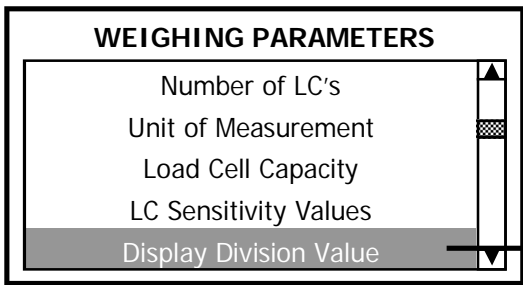 WEIGHING PARAMETERS
Number of LC's
Unit of Measurement
Load Cell Capacity
LC Sensitivity Values
Display Division Value